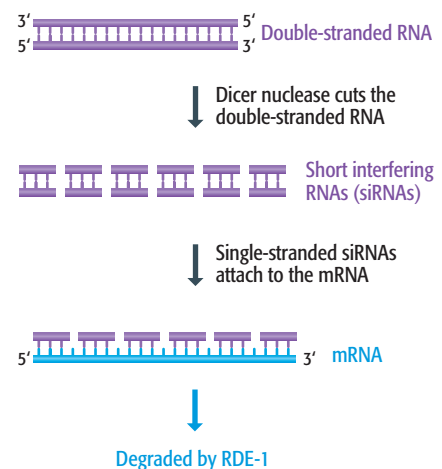 3‘ 5‘
Double-stranded RNA
5‘ 3‘
Dicer nuclease cuts the
double-stranded RNA
Short interfering
RNAs (siRNAs)
Single-stranded siRNAs
attach to the mRNA
5‘ 3‘ mRNA
Degraded by RDE-1